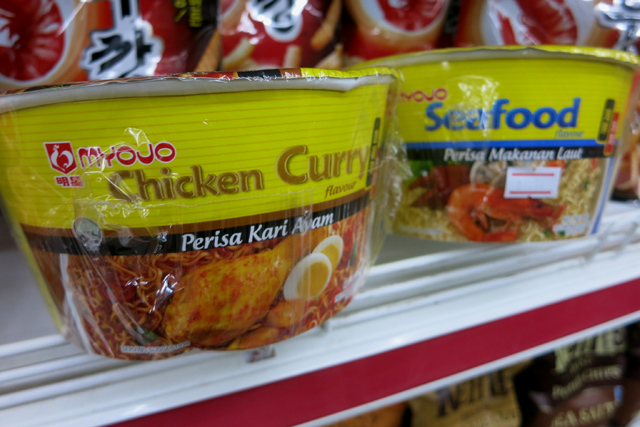 MYOJO
明星
Chicken Curry
flavour
Perisa Kari Ayam
MYOJO
Seafood
flavour
Perisa Makanan Laut